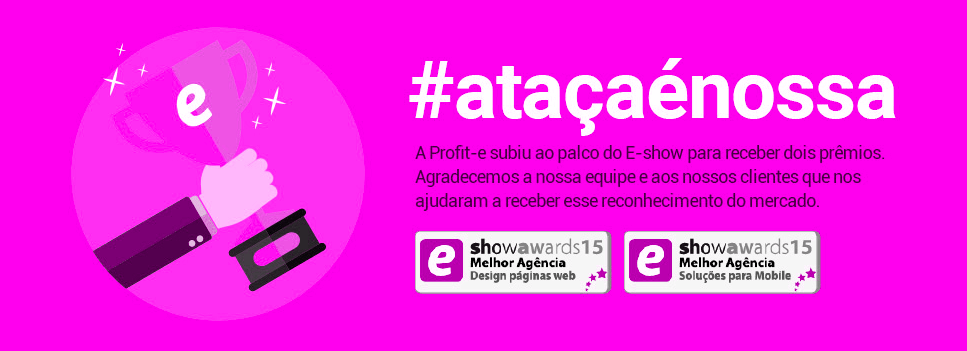 e
#ataçaénossa
A Profit-e subiu ao palco do E-show para receber dois prêmios.
Agradecemos a nossa equipe e aos nossos clientes que nos
ajudaram a receber esse reconhecimento do mercado.
e showawards15
Melhor Agência
Design páginas web
e showawards15
Melhor Agência
Soluções para Mobile